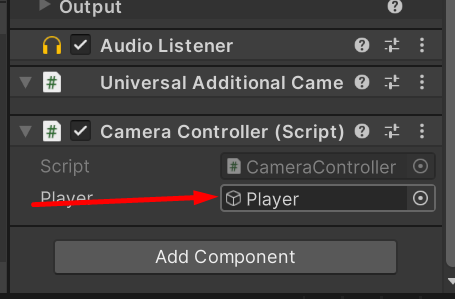 Output
Audio Listener
Universal Additional Came
# Camera Controller (Script)
Script # CameraController
Player Player
Add Component